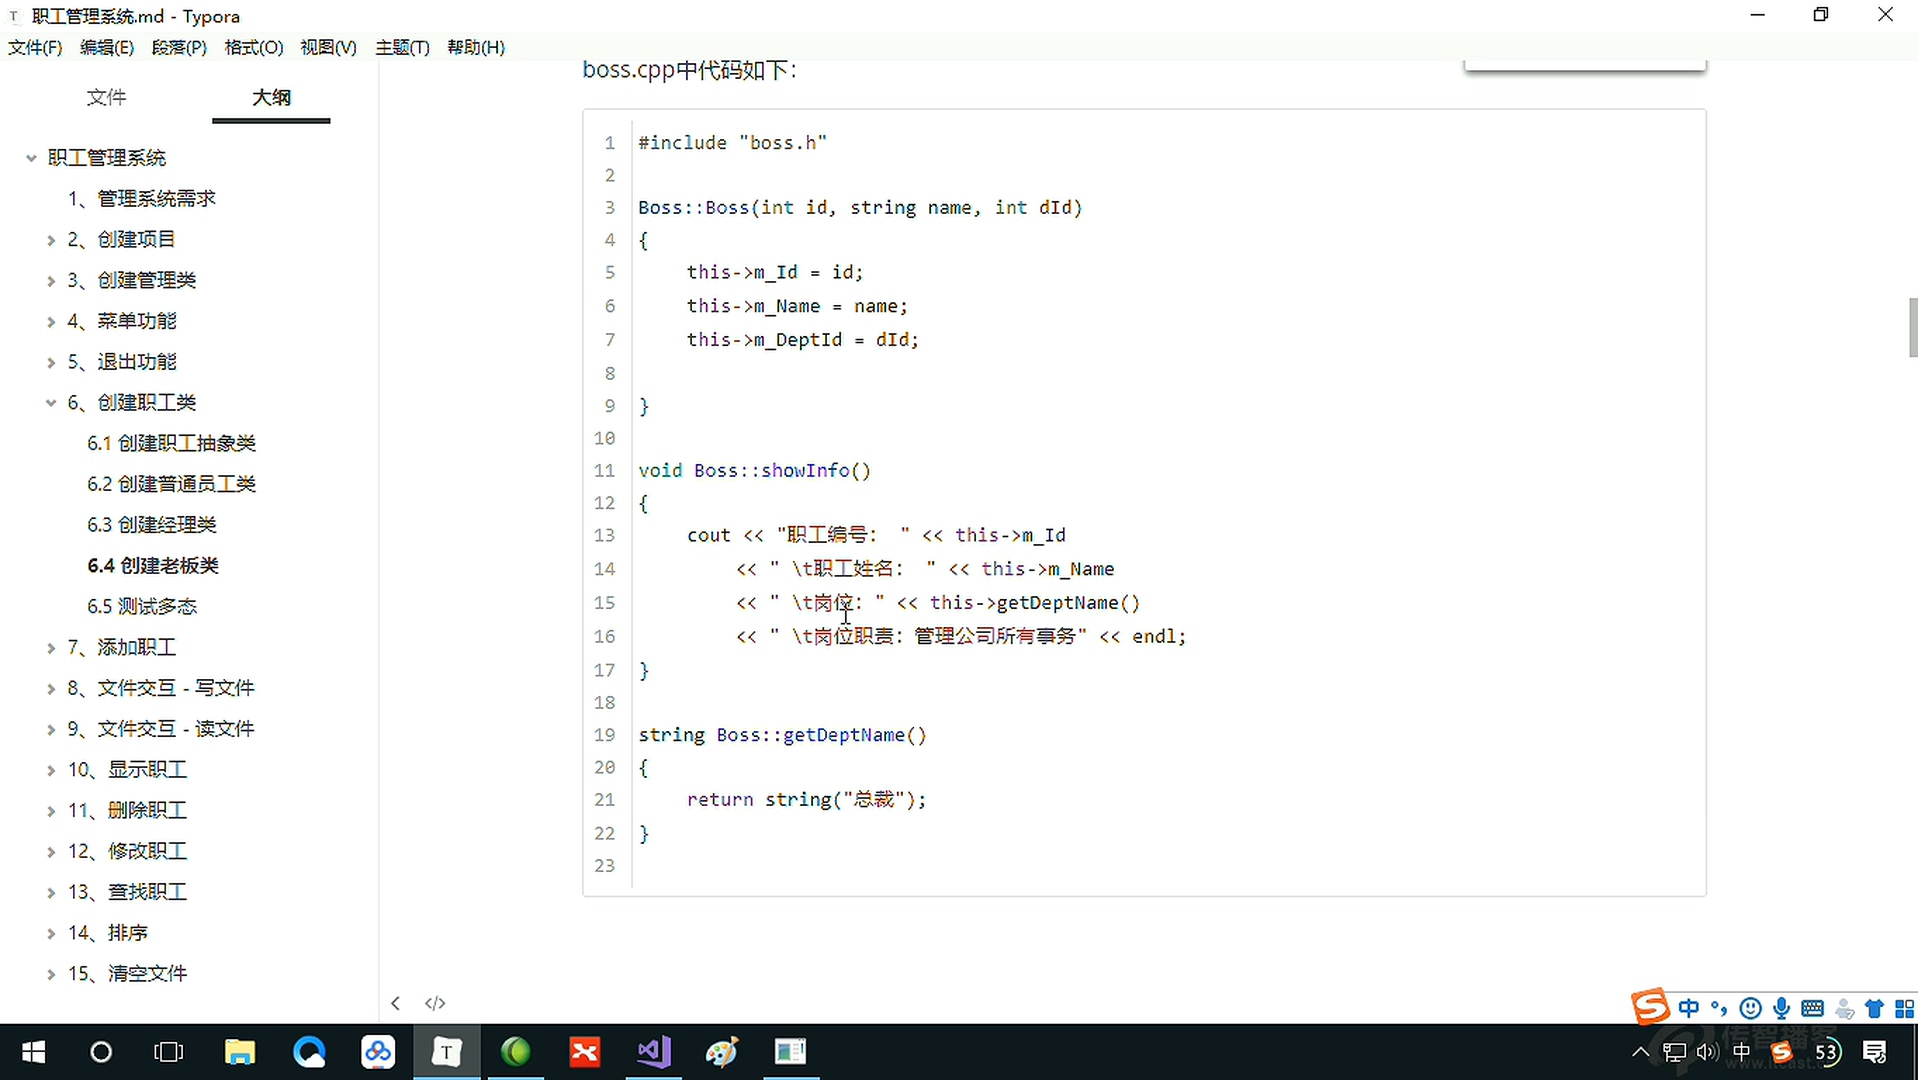 职工管理系统.md - Typora
文件(F) 编辑(E) 段落(P) 格式(O) 视图(V) 主题(T) 帮助(H)
文件 大纲
职工管理系统
1、管理系统需求
2、创建项目
3、创建管理类
4、菜单功能
5、退出功能
6、创建职工类
6.1 创建职工抽象类
6.2 创建普通员工类
6.3 创建经理类
6.4 创建老板类
6.5 测试多态
7、添加职工
8、文件交互 - 写文件
9、文件交互 - 读文件
10、显示职工
11、删除职工
12、修改职工
13、查找职工
14、排序
15、清空文件
boss.cpp中代码如下：
1 #include "boss.h"
2
3 Boss::Boss(int id, string name, int dId)
4 {
5 this->m_Id = id;
6 this->m_Name = name;
7 this->m_DeptId = dId;
8
9 }
10
11 void Boss::showInfo()
12 {
13 cout << "职工编号： " << this->m_Id
14 << " \t职工姓名： " << this->m_Name
15 << " \t岗位：" << this->getDeptName()
16 << " \t岗位职责：管理公司所有事务" << endl;
17 }
18
19 string Boss::getDeptName()
20 {
21 return string("总裁");
22 }
23
中
中 53
传智播客